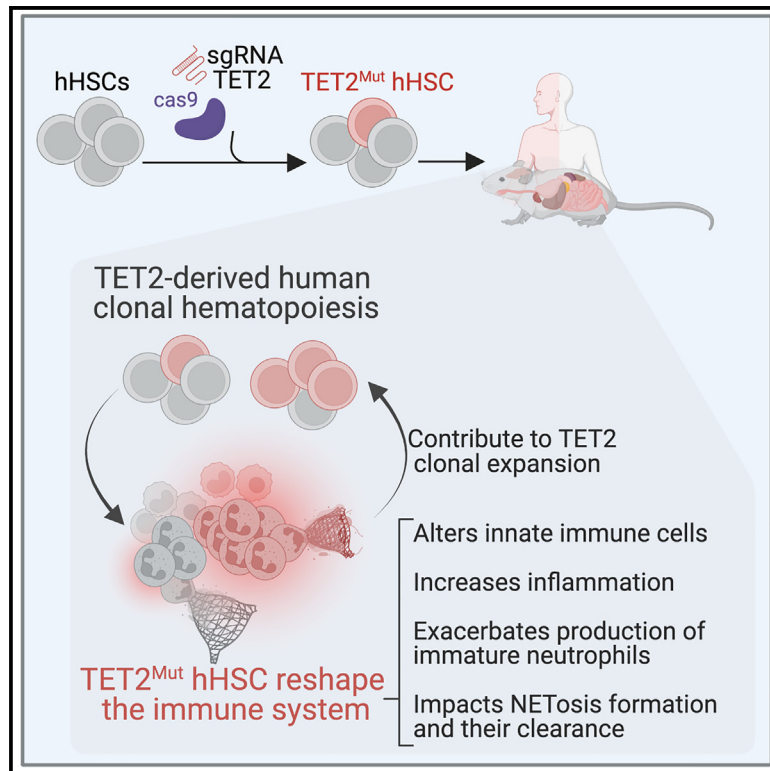 hHSCs
sgRNA
TET2
cas9
TET2Mut hHSC
TET2-derived human
clonal hematopoiesis
Contribute to TET2
clonal expansion
Alters innate immune cells
Increases inflammation
Exacerbates production of
immature neutrophils
Impacts NETosis formation
and their clearance
TET2Mut hHSC reshape
the immune system